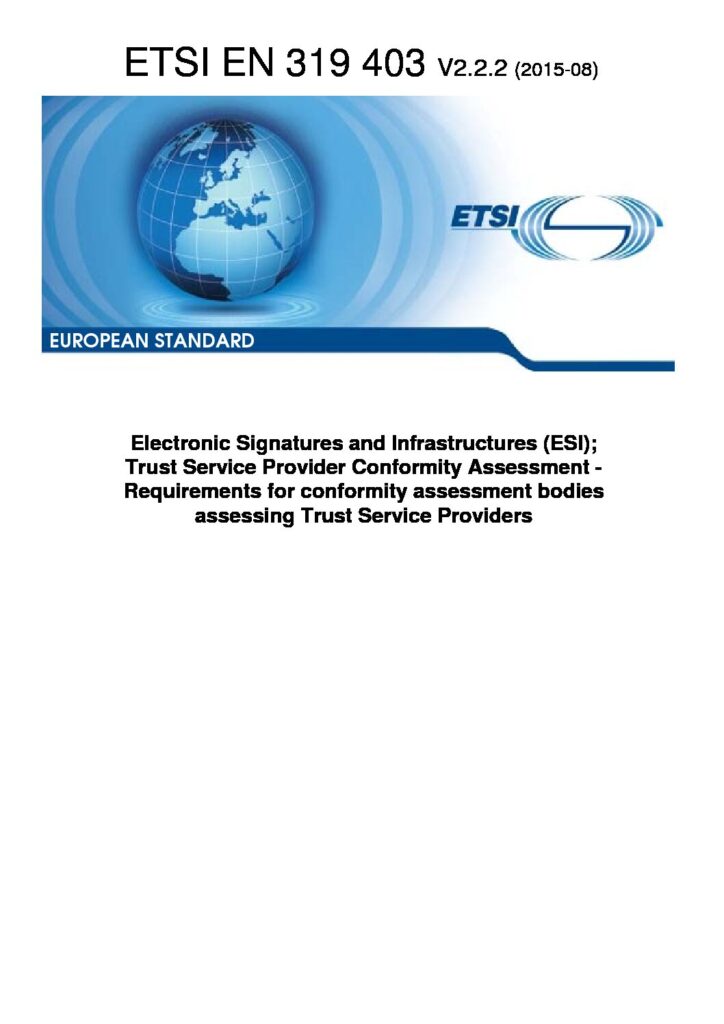 ETSI EN 319 403 V2.2.2 (2015-08)
ETSI
EUROPEAN STANDARD
Electronic Signatures and Infrastructures (ESI);
Trust Service Provider Conformity Assessment -
Requirements for conformity assessment bodies
assessing Trust Service Providers